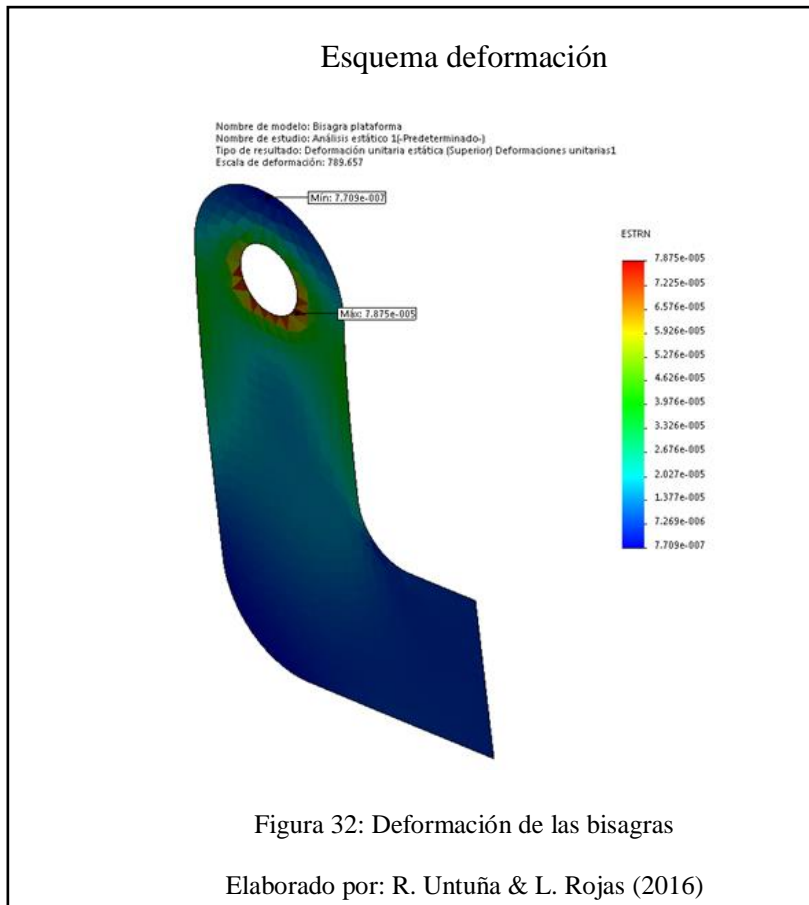 Esquema deformación
Nombre de modelo: Bisagra plataforma
Nombre de estudio: Análisis estático 1(-Predeterminado-)
Tipo de resultado: Deformación unitaria estática (Superior) Deformaciones unitarias1
Escala de deformación: 789.657
Mín: 7.709e-007
Máx: 7.875e-005
ESTRN
7.875e-005
7.225e-005
6.576e-005
5.926e-005
5.276e-005
4.626e-005
3.976e-005
3.326e-005
2.676e-005
2.027e-005
1.377e-005
7.269e-006
7.709e-007
Figura 32: Deformación de las bisagras
Elaborado por: R. Untuña & L. Rojas (2016)